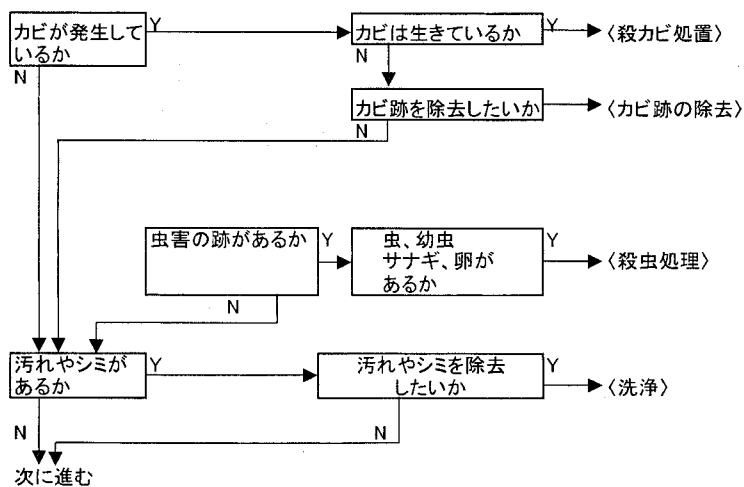 カビが発生して
いるか
Y
カビは生きているか
Y
〈殺カビ処置〉
N
N
カビ跡を除去したいか
〈カビ跡の除去〉
N
虫害の跡があるか
Y
虫、幼虫
サナギ、卵が
あるか
Y
〈殺虫処理〉
N
汚れやシミが
あるか
Y
汚れやシミを除去
したいか
Y
〈洗浄〉
N
N
次に進む